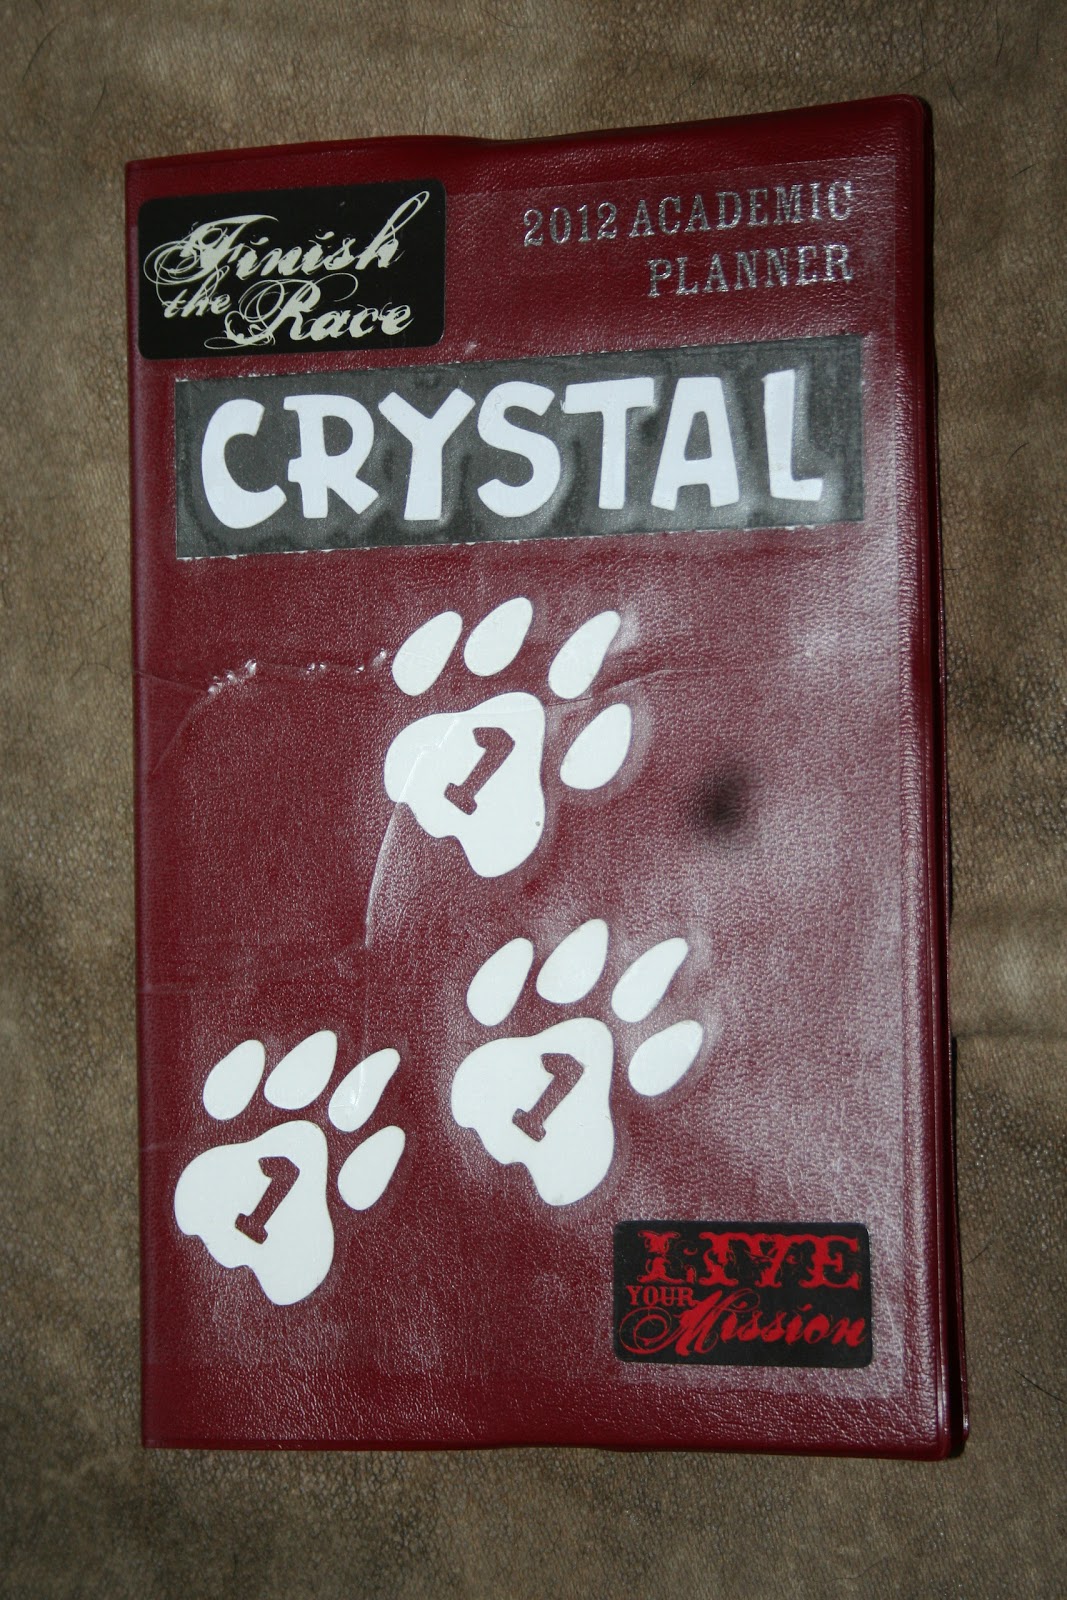 Finish
the Race
2012 ACADEMIC
PLANNER
CRYSTAL
1
1
1
LIVE
YOUR Mission